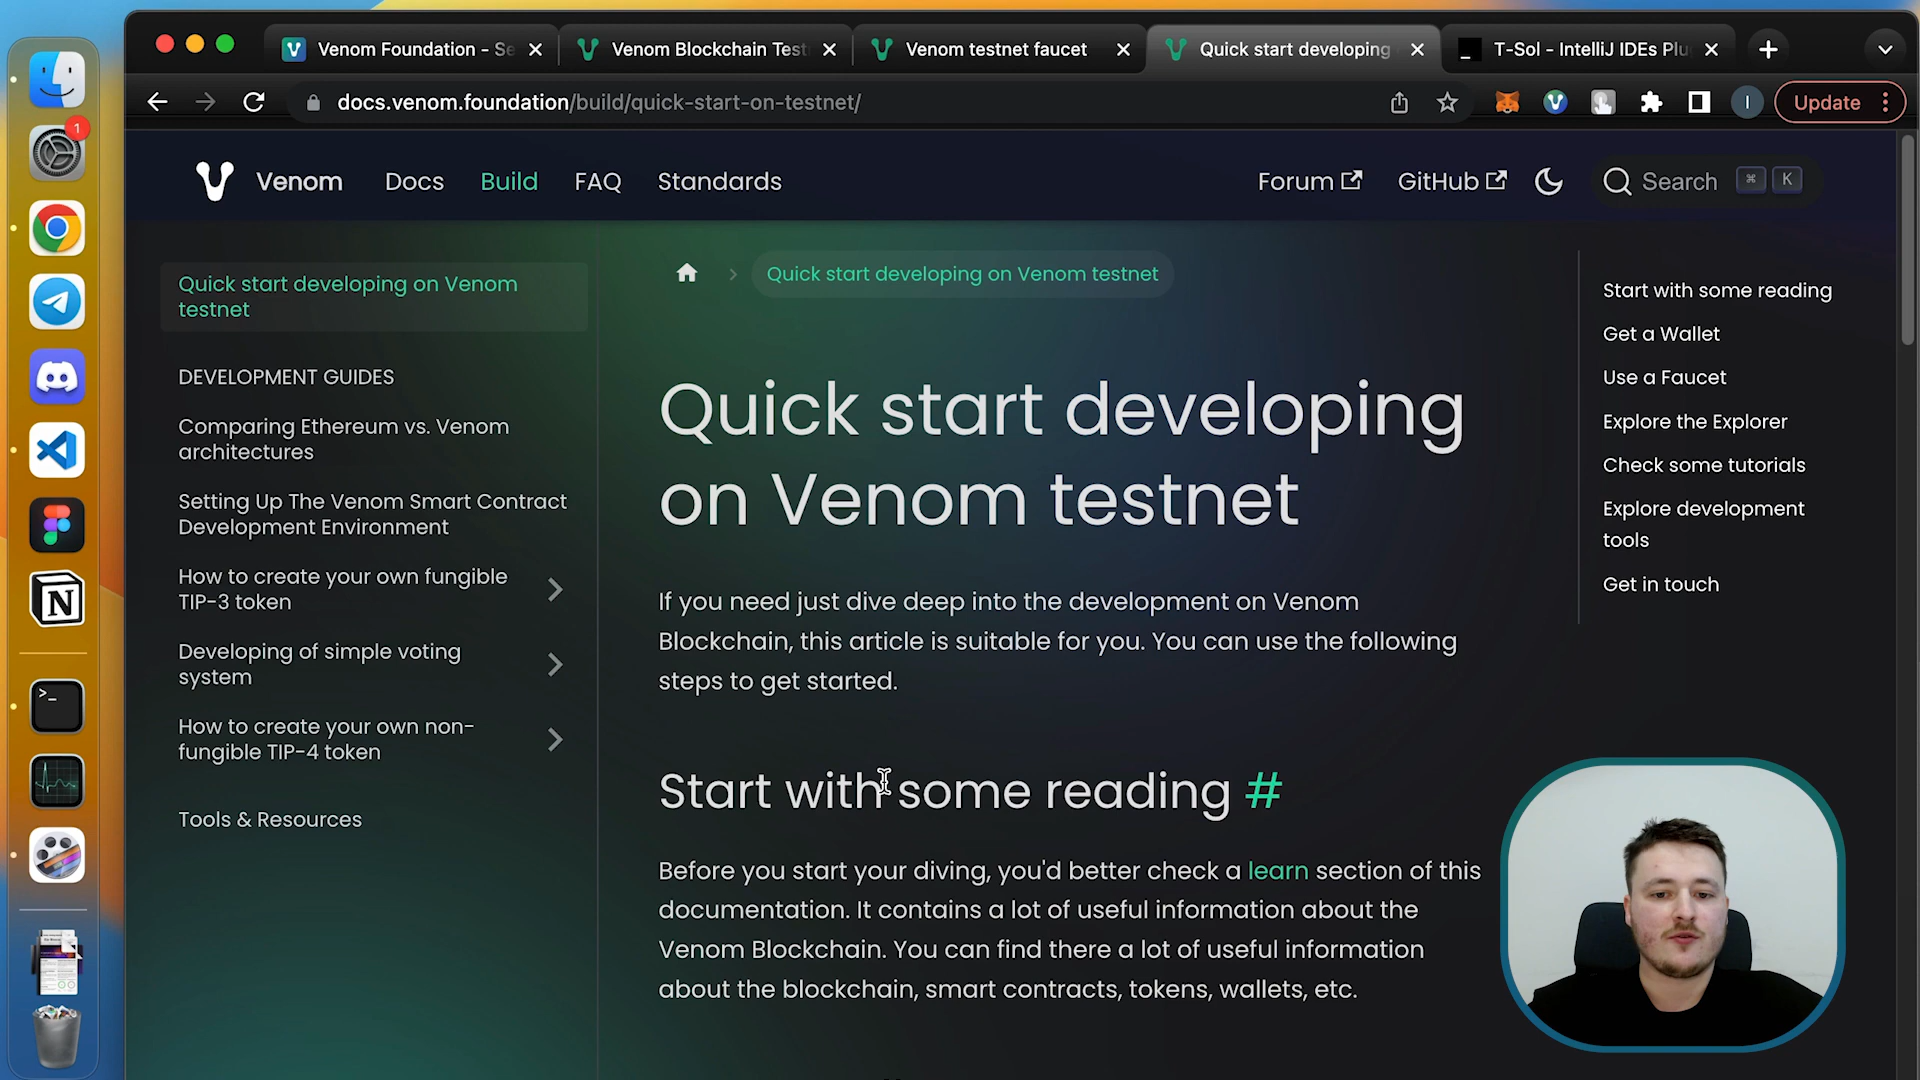 Venom Foundation - Se
Venom Blockchain Test
Venom testnet faucet
Quick start developing
T-Sol - IntelliJ IDEs Plu
docs.venom.foundation/build/quick-start-on-testnet/
I
Update
1
Venom
Docs
Build
FAQ
Standards
Forum
GitHub
Search
⌘
K
Quick start developing on Venom
testnet
DEVELOPMENT GUIDES
Comparing Ethereum vs. Venom
architectures
Setting Up The Venom Smart Contract
Development Environment
How to create your own fungible
TIP-3 token
Developing of simple voting
system
How to create your own non-
fungible TIP-4 token
Tools & Resources
Quick start developing on Venom testnet
Quick start developing
on Venom testnet
If you need just dive deep into the development on Venom
Blockchain, this article is suitable for you. You can use the following
steps to get started.
Start with some reading #
Before you start your diving, you'd better check a learn section of this
documentation. It contains a lot of useful information about the
Venom Blockchain. You can find there a lot of useful information
about the blockchain, smart contracts, tokens, wallets, etc.
Start with some reading
Get a Wallet
Use a Faucet
Explore the Explorer
Check some tutorials
Explore development
tools
Get in touch